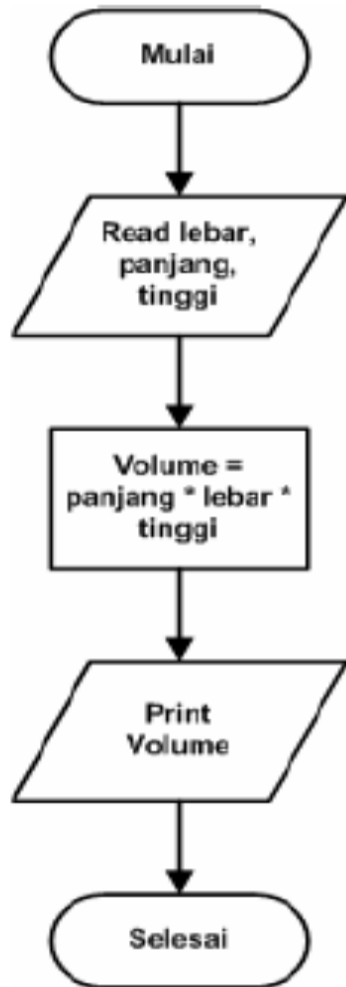 Mulai
Read lebar,
panjang,
tinggi
Volume =
panjang * lebar *
tinggi
Print
Volume
Selesai